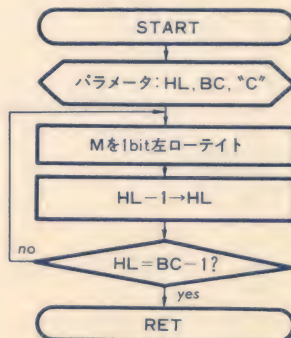 START
パラメータ: HL, BC, "C"
Mを1bit左ローテイト
HL−1→HL
no
HL=BC−1?
yes
RET